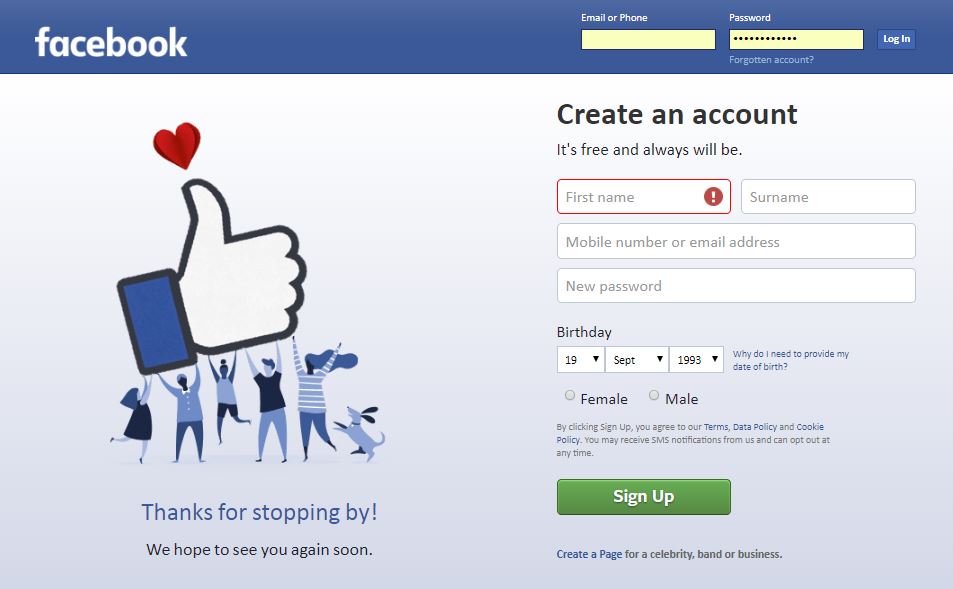 facebook
Email or Phone
Password
••••••••••••
Log In
Forgotten account?
Create an account
It's free and always will be.
First name
Surname
Mobile number or email address
New password
Birthday
19 Sept 1993
Why do I need to provide my
date of birth?
Female Male
By clicking Sign Up, you agree to our Terms, Data Policy and Cookie
Policy. You may receive SMS notifications from us and can opt out at
any time.
Sign Up
Create a Page for a celebrity, band or business.
Thanks for stopping by!
We hope to see you again soon.